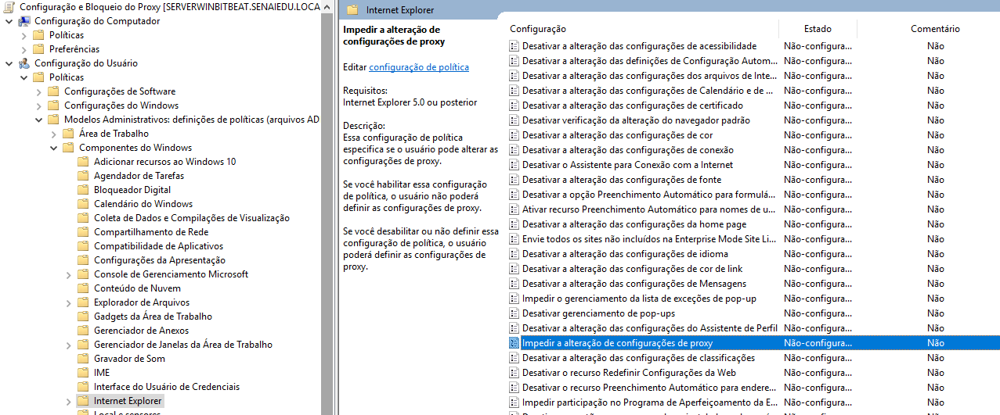 Configuração e Bloqueio do Proxy [SERVERWINBITBEAT.SENAIEDU.LOCA
Configuração do Computador
Políticas
Preferências
Configuração do Usuário
Políticas
Configurações de Software
Configurações do Windows
Modelos Administrativos: definições de políticas (arquivos AD
Área de Trabalho
Componentes do Windows
Adicionar recursos ao Windows 10
Agendador de Tarefas
Bloqueador Digital
Calendário do Windows
Coleta de Dados e Compilações de Visualização
Compartilhamento de Rede
Compatibilidade de Aplicativos
Configurações da Apresentação
Console de Gerenciamento Microsoft
Conteúdo de Nuvem
Explorador de Arquivos
Gadgets da Área de Trabalho
Gerenciador de Anexos
Gerenciador de Janelas da Área de Trabalho
Gravador de Som
IME
Interface do Usuário de Credenciais
Internet Explorer
Local e sensores
Internet Explorer
Impedir a alteração de
configurações de proxy
Editar configuração de política
Requisitos:
Internet Explorer 5.0 ou posterior
Descrição:
Essa configuração de política
especifica se o usuário pode alterar as
configurações de proxy.
Se você habilitar essa configuração
de política, o usuário não poderá
definir as configurações de proxy.
Se você desabilitar ou não definir essa
configuração de política, o usuário
poderá definir as configurações de
proxy.
Configuração Estado Comentário
Desativar a alteração das configurações de acessibilidade Não-configura... Não
Desativar a alteração das definições de Configuração Autom... Não-configura... Não
Desativar a alteração das configurações dos arquivos de Inte... Não-configura... Não
Desativar a alteração das configurações de Calendário e de ... Não-configura... Não
Desativar a alteração das configurações de certificado Não-configura... Não
Desativar verificação da alteração do navegador padrão Não-configura... Não
Desativar a alteração das configurações de cor Não-configura... Não
Desativar a alteração das configurações de conexão Não-configura... Não
Desativar o Assistente para Conexão com a Internet Não-configura... Não
Desativar a alteração das configurações de fonte Não-configura... Não
Desativar a opção Preenchimento Automático para formulá... Não-configura... Não
Ativar recurso Preenchimento Automático para nomes de u... Não-configura... Não
Desativar a alteração das configurações da home page Não-configura... Não
Envie todos os sites não incluídos na Enterprise Mode Site Li... Não-configura... Não
Desativar a alteração das configurações de idioma Não-configura... Não
Desativar a alteração das configurações de cor de link Não-configura... Não
Desativar a alteração das configurações de Mensagens Não-configura... Não
Impedir o gerenciamento da lista de exceções de pop-up Não-configura... Não
Desativar gerenciamento de pop-ups Não-configura... Não
Desativar a alteração das configurações do Assistente de Perfil Não-configura... Não
Impedir a alteração de configurações de proxy Não-configura... Não
Desativar a alteração das configurações de classificações Não-configura... Não
Desativar o recurso Redefinir Configurações da Web Não-configura... Não
Desativar o recurso Preenchimento Automático para endere... Não-configura... Não
Impedir participação no Programa de Aperfeiçoamento da E... Não-configura... Não